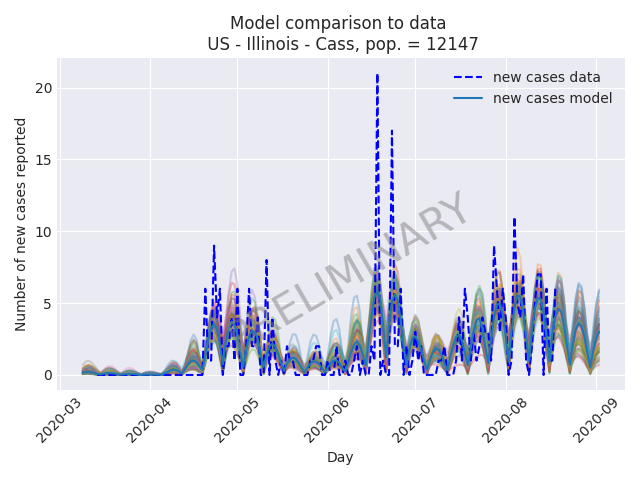 Model comparison to data
US - Illinois - Cass, pop. = 12147
new cases data
new cases model
Number of new cases reported
20
15
10
5
0
PRELIMINARY
2020-03
2020-04
2020-05
2020-06
2020-07
2020-08
2020-09
Day